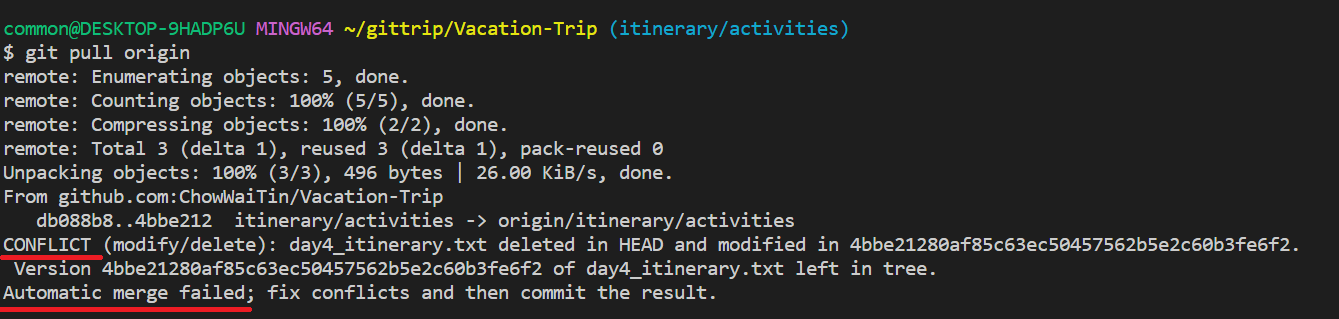 common@DESKTOP-9HADP6U MINGW64 ~/gittrip/Vacation-Trip (itinerary/activities)
$ git pull origin
remote: Enumerating objects: 5, done.
remote: Counting objects: 100% (5/5), done.
remote: Compressing objects: 100% (2/2), done.
remote: Total 3 (delta 1), reused 3 (delta 1), pack-reused 0
Unpacking objects: 100% (3/3), 496 bytes | 26.00 KiB/s, done.
From github.com:ChowWaiTin/Vacation-Trip
   db088b8..4bbe212  itinerary/activities -> origin/itinerary/activities
CONFLICT (modify/delete): day4_itinerary.txt deleted in HEAD and modified in 4bbe21280af85c63ec50457562b5e2c60b3fe6f2.
 Version 4bbe21280af85c63ec50457562b5e2c60b3fe6f2 of day4_itinerary.txt left in tree.
Automatic merge failed; fix conflicts and then commit the result.